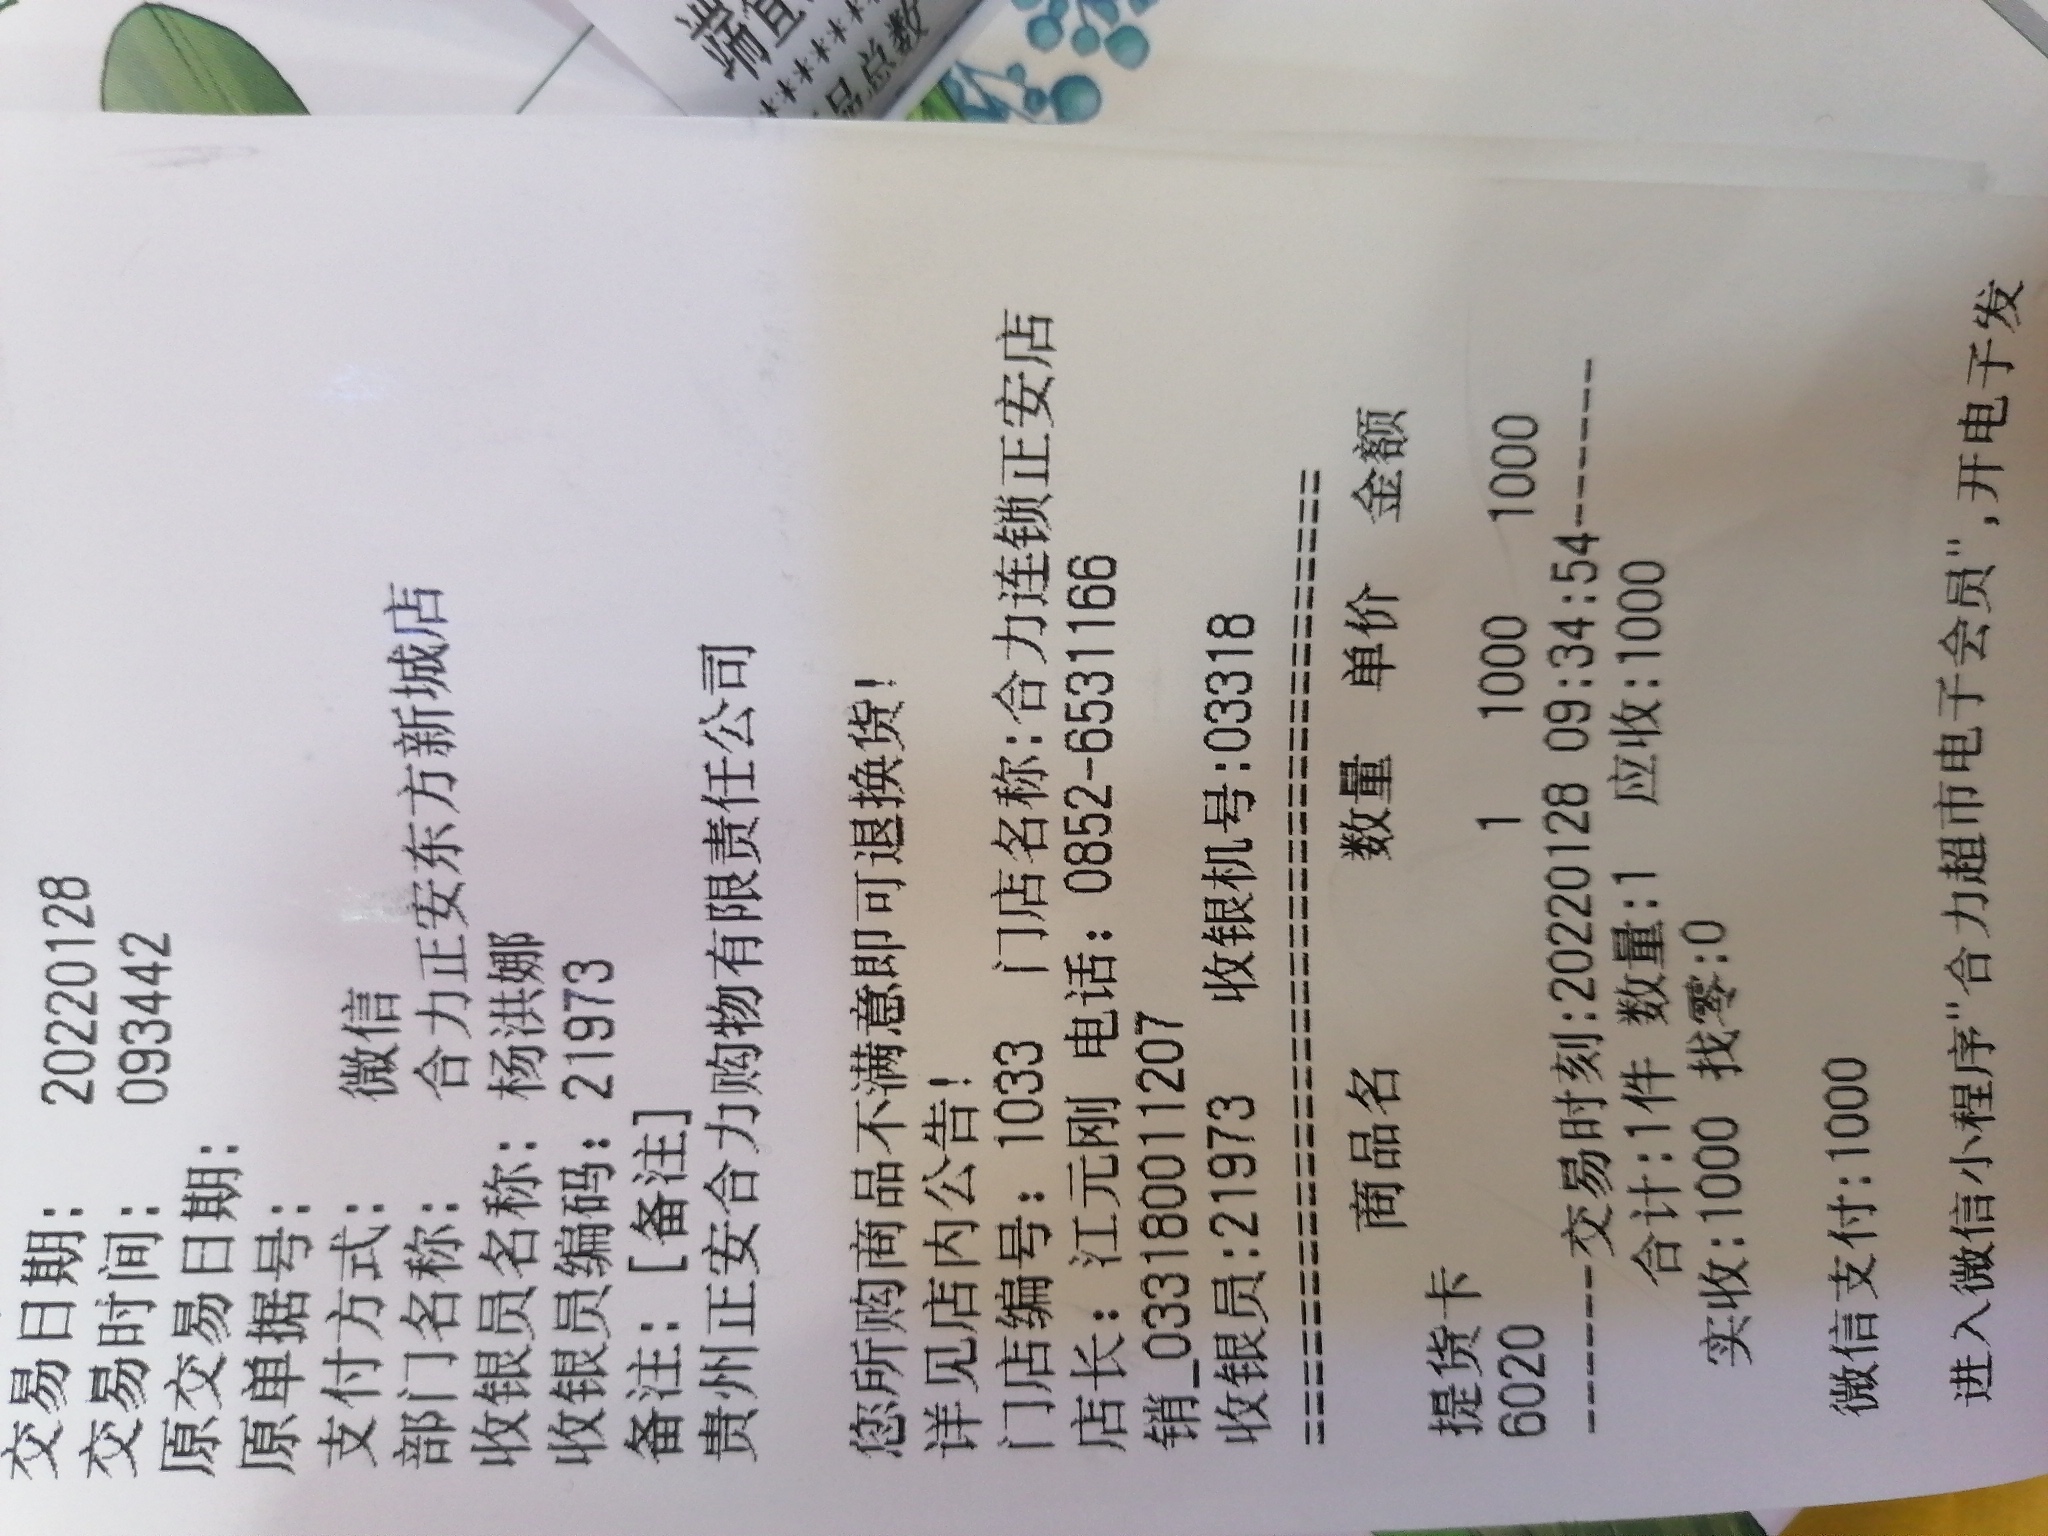 交易日期: 20220128
交易时间: 093442
原交易日期:
原单据号:
支付方式: 微信
部门名称: 合力正安东方新城店
收银员名称: 杨洪娜
收银员编码: 21973
备注: [备注]
贵州正安合力购物有限责任公司
您所购商品不满意即可退换货!
详见店内公告!
门店编号: 1033 门店名称:合力连锁正安店
店长: 江元刚 电话: 0852-6531166
销_033180011207
收银员:21973 收银机号:03318
================================
商品名 数量 单价 金额
提货卡
6020 1 1000 1000
------交易时刻:20220128 09:34:54------
合计:1件 数量:1 应收:1000
实收:1000 找零:0
微信支付:1000
进入微信小程序"合力超市电子会员",开电子发
品总数